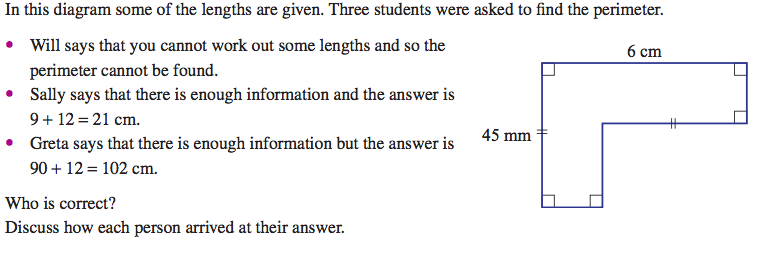 In this diagram some of the lengths are given. Three students were asked to find the perimeter.
• Will says that you cannot work out some lengths and so the
perimeter cannot be found.
• Sally says that there is enough information and the answer is
9 + 12 = 21 cm.
• Greta says that there is enough information but the answer is
90 + 12 = 102 cm.
Who is correct?
Discuss how each person arrived at their answer.
6 cm
45 mm